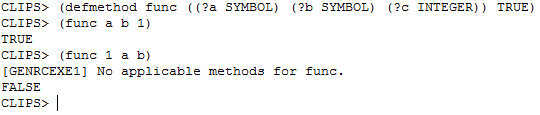 CLIPS> (defmethod func ((?a SYMBOL) (?b SYMBOL) (?c INTEGER)) TRUE)
CLIPS> (func a b 1)
TRUE
CLIPS> (func 1 a b)
[GENRCEXE1] No applicable methods for func.
FALSE
CLIPS>